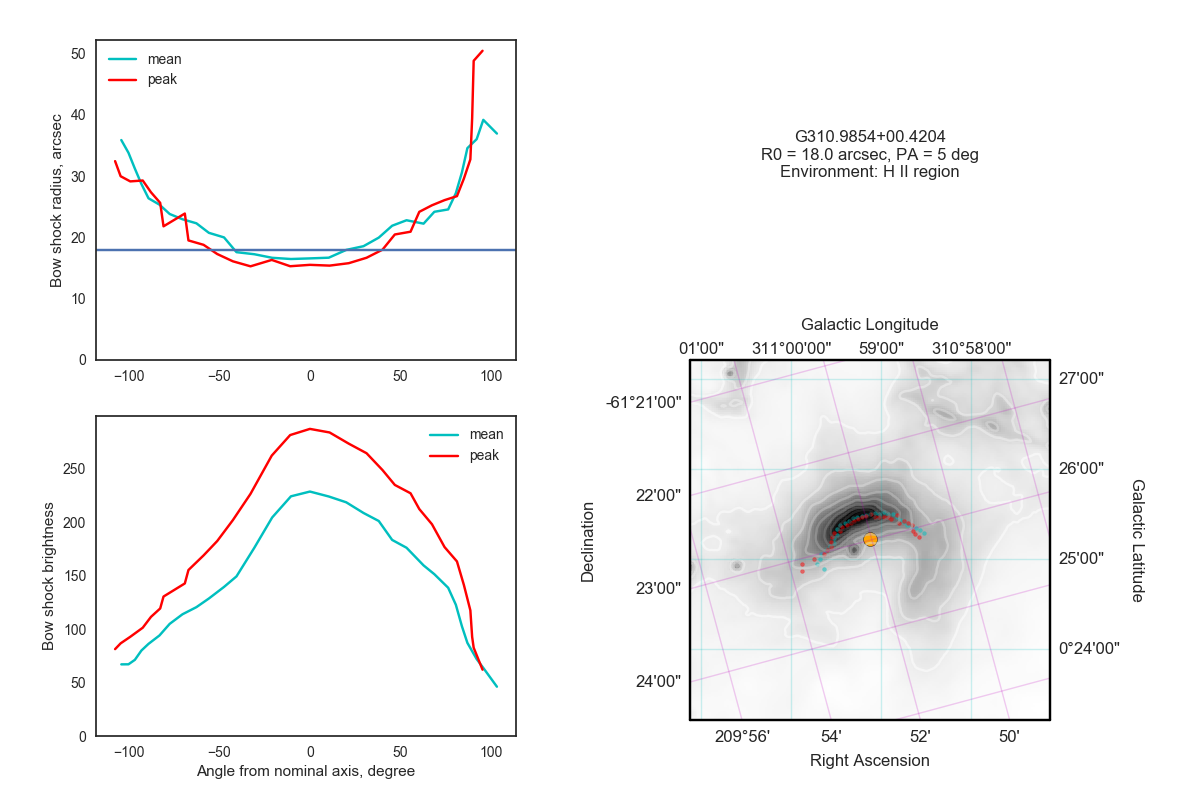 50
40
30
20
10
0
Bow shock radius, arcsec
mean
peak
−100
−50
0
50
100
250
200
150
100
50
0
Bow shock brightness
mean
peak
−100
−50
0
50
100
Angle from nominal axis, degree
G310.9854+00.4204
R0 = 18.0 arcsec, PA = 5 deg
Environment: H II region
Galactic Longitude
01'00" 311°00'00" 59'00" 310°58'00"
-61°21'00"
22'00"
23'00"
24'00"
Declination
27'00"
26'00"
25'00"
0°24'00"
Galactic Latitude
209°56' 54' 52' 50'
Right Ascension